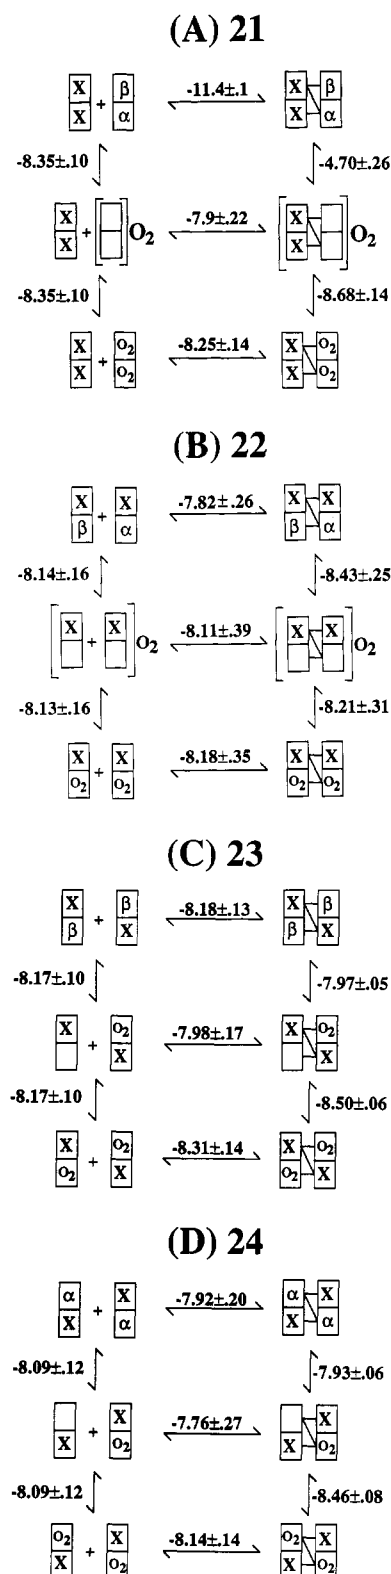 (A) 21
X + β -11.4±.1 X β
X α X α
-8.35±.10 -4.70±.26
X + [ ] O₂ -7.9±.22 [ X ] O₂
X X
-8.35±.10 -8.68±.14
X + O₂ -8.25±.14 X O₂
X O₂ X O₂
(B) 22
X + X -7.82±.26 X X
β α β α
-8.14±.16 -8.43±.25
[ X + X ] O₂ -8.11±.39 [ X X ] O₂
-8.13±.16 -8.21±.31
X + X -8.18±.35 X X
O₂ O₂ O₂ O₂
(C) 23
X + β -8.18±.13 X β
β X β X
-8.17±.10 -7.97±.05
X + O₂ -7.98±.17 X O₂
X X
-8.17±.10 -8.50±.06
X + O₂ -8.31±.14 X O₂
O₂ X O₂ X
(D) 24
α + X -7.92±.20 α X
X α X α
-8.09±.12 -7.93±.06
+ X -7.76±.27 X
X O₂ X O₂
-8.09±.12 -8.46±.08
O₂ + X -8.14±.14 O₂ X
X O₂ X O₂